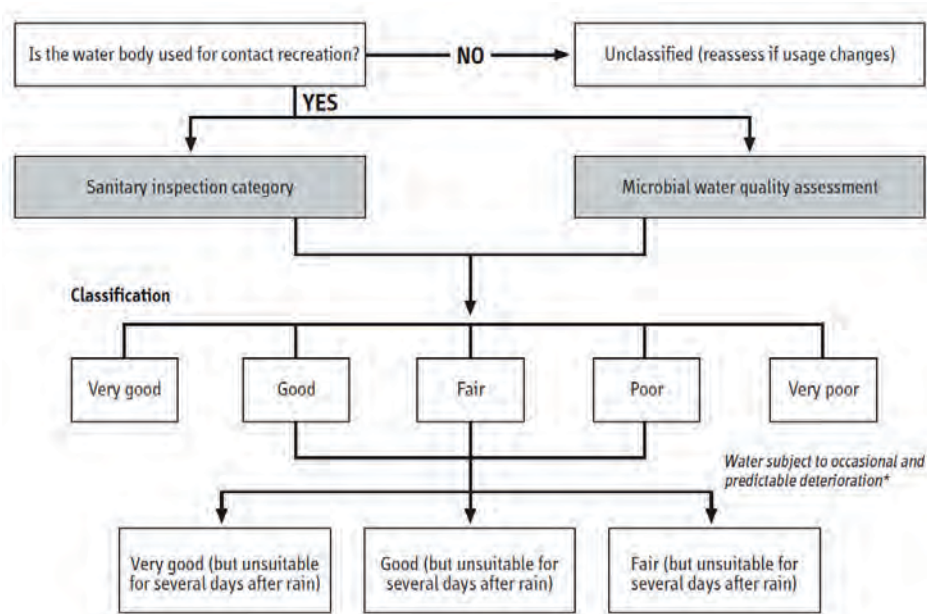 Is the water body used for contact recreation?
NO
Unclassified (reassess if usage changes)
YES
Sanitary inspection category
Microbial water quality assessment
Classification
Very good
Good
Fair
Poor
Very poor
Water subject to occasional and
predictable deterioration*
Very good (but unsuitable
for several days after rain)
Good (but unsuitable for
several days after rain)
Fair (but unsuitable for
several days after rain)